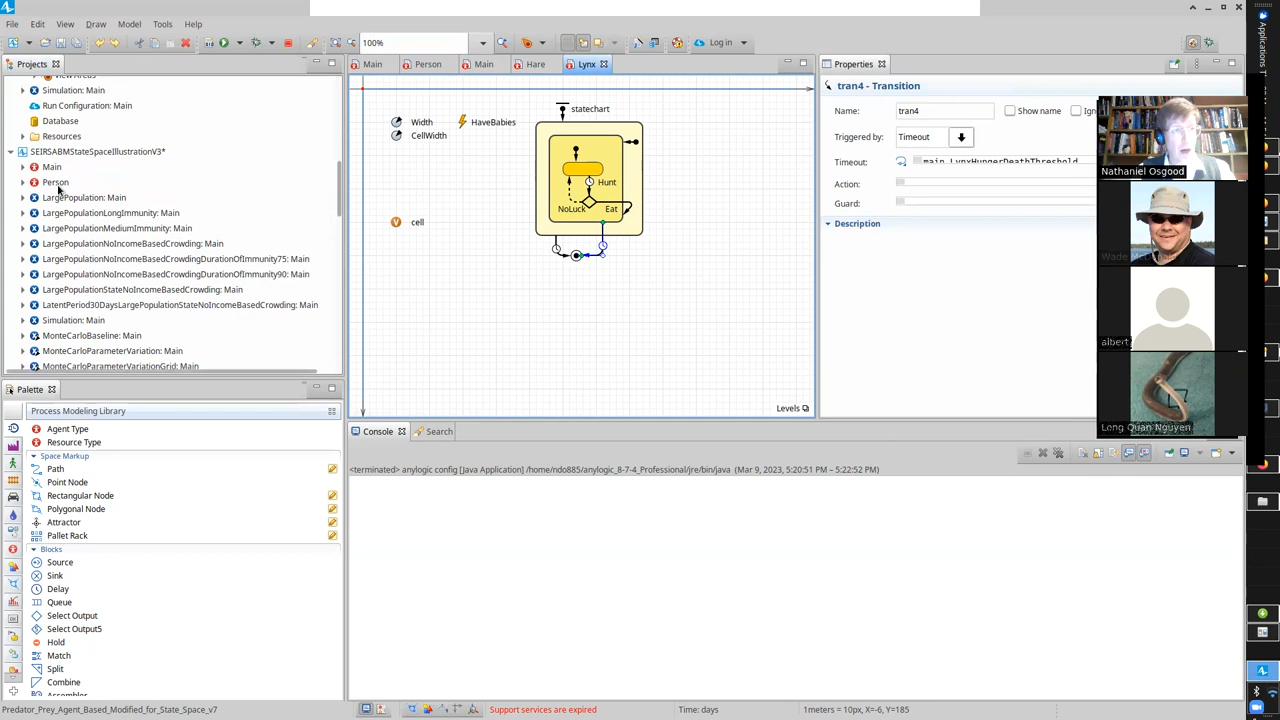 File Edit View Draw Model Tools Help
100% Log in
Projects
Main Person Main Hare Lynx
Properties
Simulation: Main
Run Configuration: Main
Database
Resources
SEIRSABMStateSpaceIllustrationV3*
Main
Person
LargePopulation: Main
LargePopulationLongImmunity: Main
LargePopulationMediumImmunity: Main
LargePopulationNoIncomeBasedCrowding: Main
LargePopulationNoIncomeBasedCrowdingDurationOfImmunity75: Main
LargePopulationNoIncomeBasedCrowdingDurationOfImmunity90: Main
LargePopulationStateNoIncomeBasedCrowding: Main
LatentPeriod30DaysLargePopulationStateNoIncomeBasedCrowding: Main
Simulation: Main
MonteCarloBaseline: Main
MonteCarloParameterVariation: Main
MonteCarloParameterVariationGrid: Main
Palette
Process Modeling Library
Agent Type
Resource Type
Space Markup
Path
Point Node
Rectangular Node
Polygonal Node
Attractor
Pallet Rack
Blocks
Source
Sink
Delay
Queue
Select Output
Select Output5
Hold
Match
Split
Combine
Assembler
statechart
Width
HaveBabies
CellWidth
Hunt
NoLuck
Eat
cell
Levels
tran4 - Transition
Name:
tran4
Show name
Triggered by:
Timeout
Timeout:
main.LynxHungerDeathThreshold
Action:
Guard:
Description
Nathaniel Osgood
Wade McDonald
albert
Long Quan Nguyen
Console Search
<terminated> anylogic config [Java Application] /home/ndo885/anylogic_8-7-4_Professional/jre/bin/java (Mar 9, 2023, 5:20:51 PM – 5:22:52 PM)
Predator_Prey_Agent_Based_Modified_for_State_Space_v7
Support services are expired
Time: days
1meters = 10px, X=-6, Y=185